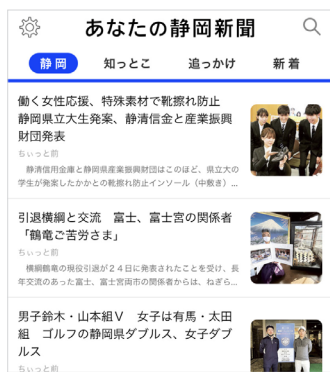 あなたの静岡新聞
静岡 知っとこ 追っかけ 新着
働く女性応援、特殊素材で靴擦れ防止
静岡県立大生発案、静清信金と産業振興
財団発表
ちぃっと前
静清信用金庫と静岡県産業振興財団はこのほど、県立大の
学生が発案したかかとの靴擦れ防止インソール(中敷き)...
引退横綱と交流 富士、富士宮の関係者
「鶴竜ご苦労さま」
ちぃっと前
横綱鶴竜の現役引退が24日に発表されたことを受け、長
年交流のあった富士、富士宮両市の関係者からは、ねぎら...
男子鈴木・山本組V 女子は有馬・太田
組 ゴルフの静岡県ダブルス、女子ダブ
ルス
ちぃっと前